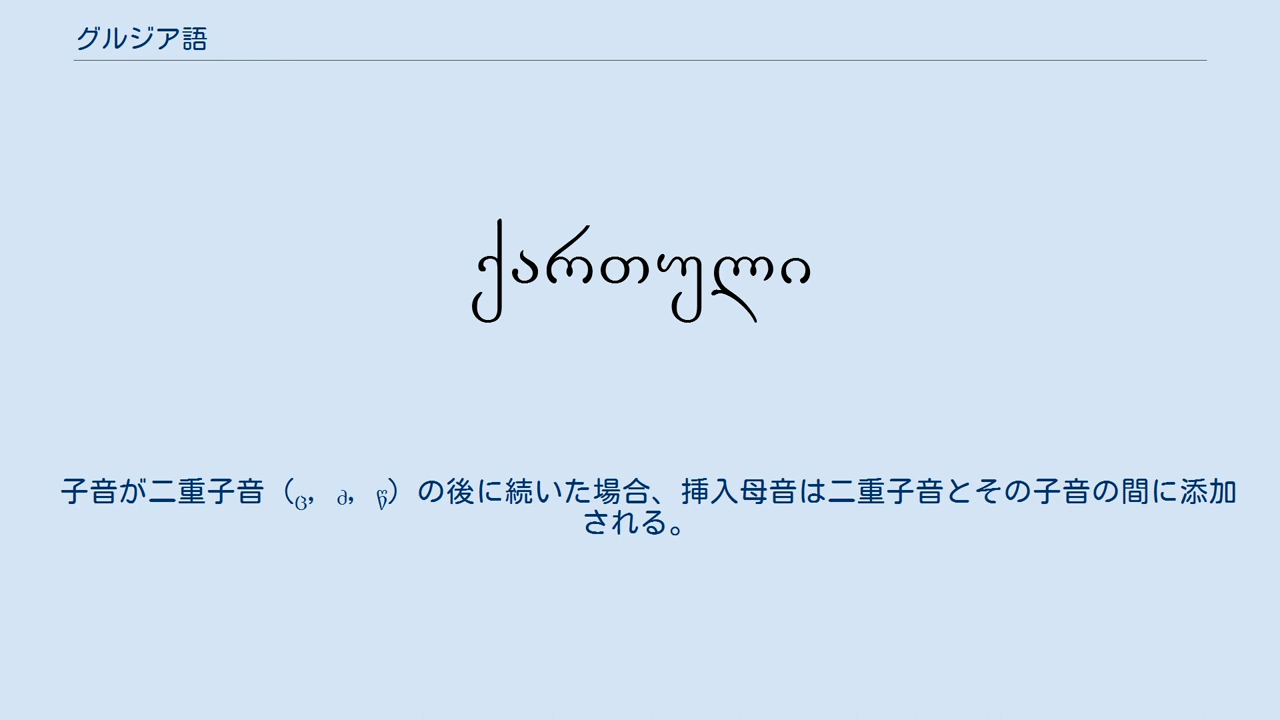 グルジア語
ქართული
子音が二重子音（ც, ძ, წ）の後に続いた場合、挿入母音は二重子音とその子音の間に添加
される。